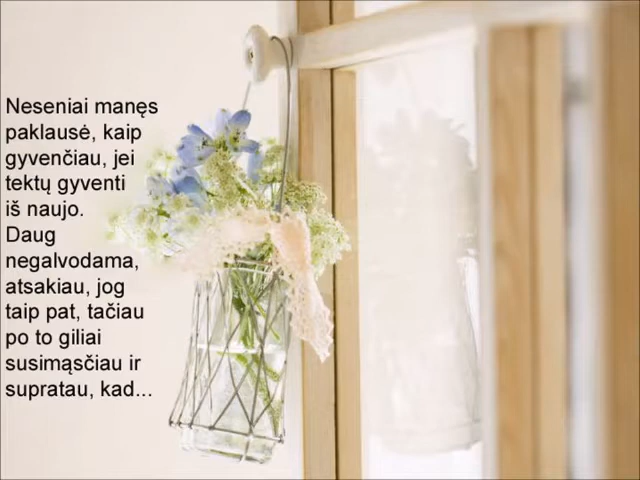 Neseniai manęs
paklausė, kaip
gyvenčiau, jei
tektų gyventi
iš naujo.
Daug
negalvodama,
atsakiau, jog
taip pat, tačiau
po to giliai
susimąsčiau ir
supratau, kad...